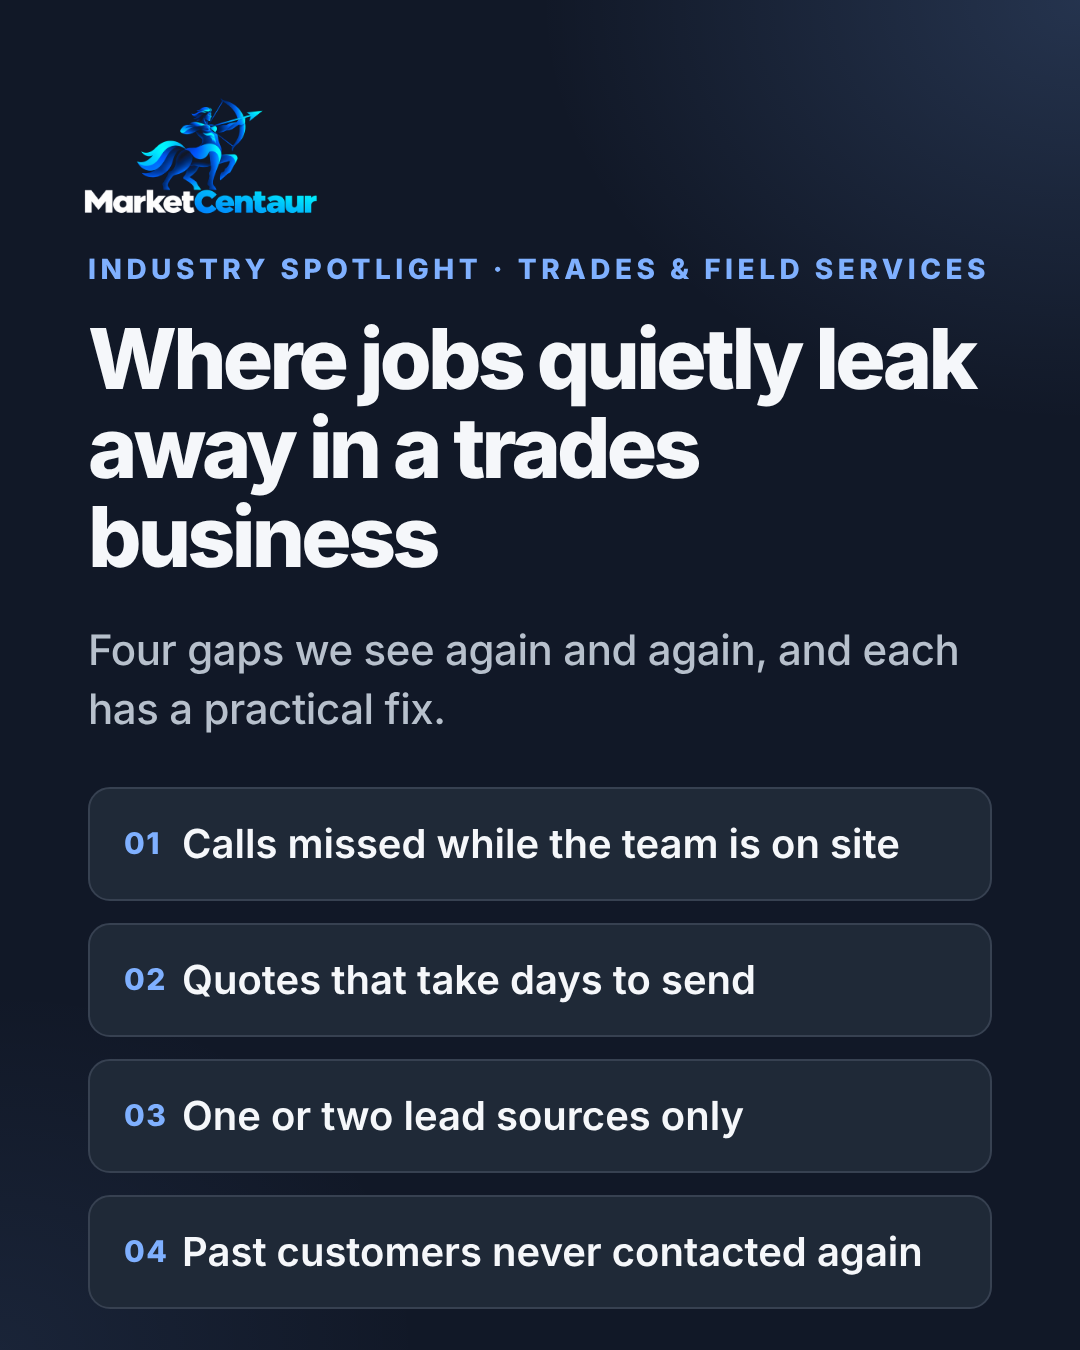 MarketCentaur
INDUSTRY SPOTLIGHT · TRADES & FIELD SERVICES
Where jobs quietly leak
away in a trades
business
Four gaps we see again and again, and each
has a practical fix.
01 Calls missed while the team is on site
02 Quotes that take days to send
03 One or two lead sources only
04 Past customers never contacted again